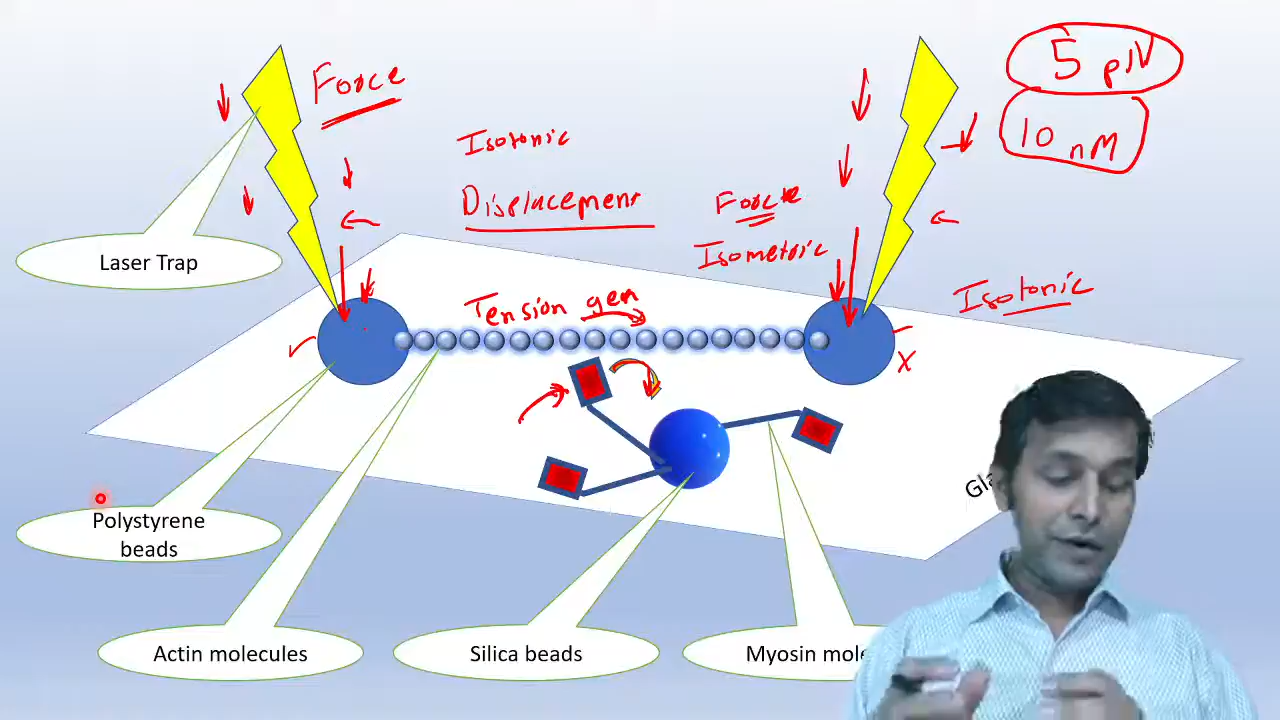 Force
5 pN
10 nM
Isotonic
Displacement
Force
Isometric
Laser Trap
Isotonic
Tension gen
x
Gla
Polystyrene
beads
Actin molecules
Silica beads
Myosin mole